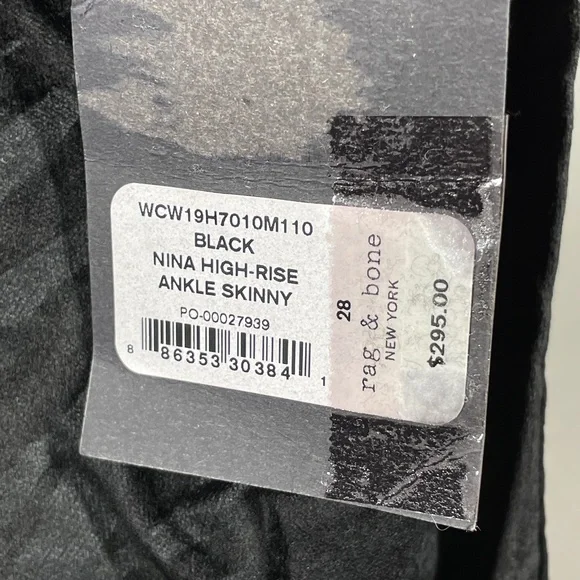 WCW19H7010M110
BLACK
NINA HIGH-RISE
ANKLE SKINNY
PO-00027939
8 86353 30384 1
28
rag & bone
NEW YORK
$295.00